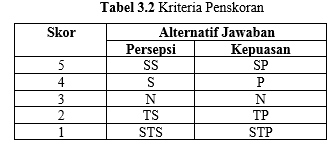 Tabel 3.2 Kriteria Penskoran
Skor Alternatif Jawaban
Persepsi Kepuasan
5 SS SP
4 S P
3 N N
2 TS TP
1 STS STP